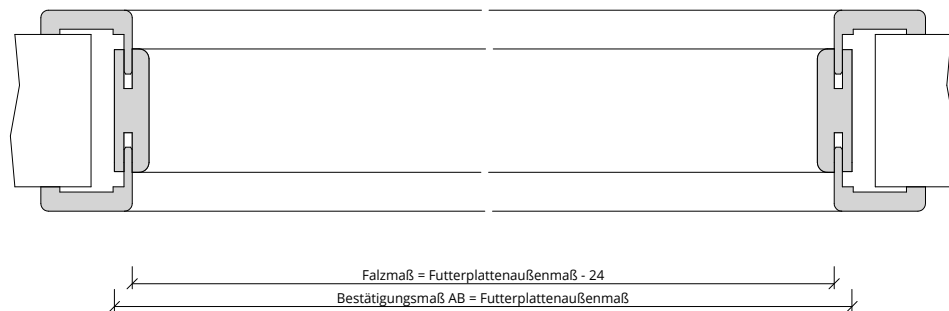 Falzmaß = Futterplattenaußenmaß - 24
Bestätigungsmaß AB = Futterplattenaußenmaß